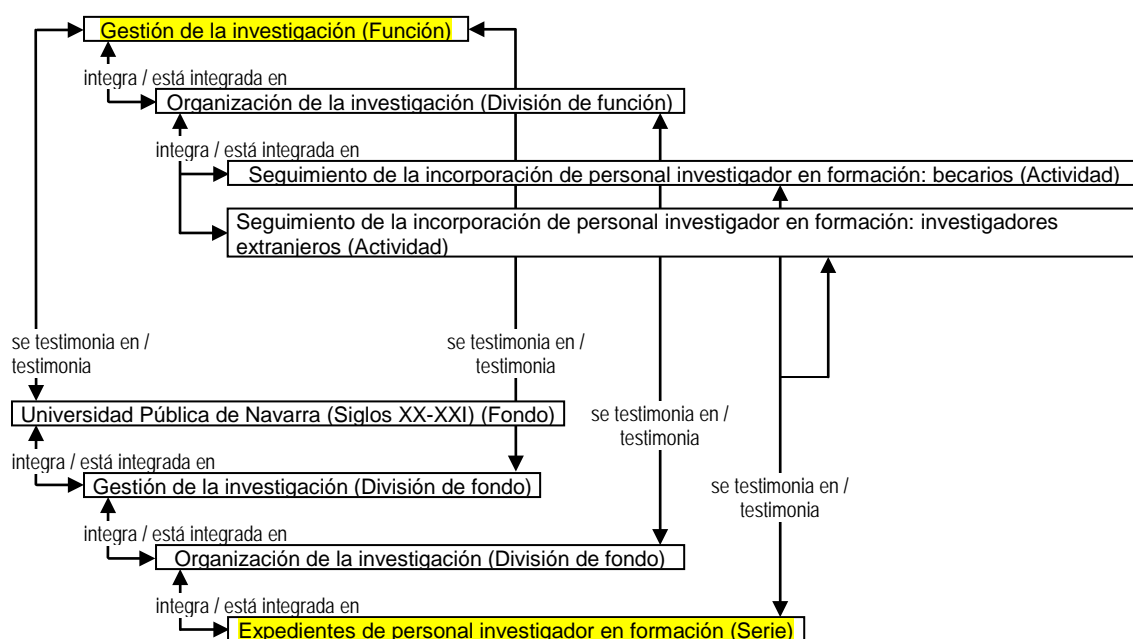 Gestión de la investigación (Función)
integra / está integrada en
Organización de la investigación (División de función)
integra / está integrada en
Seguimiento de la incorporación de personal investigador en formación: becarios (Actividad)
Seguimiento de la incorporación de personal investigador en formación: investigadores
extranjeros (Actividad)
se testimonia en /
testimonia
se testimonia en /
testimonia
Universidad Pública de Navarra (Siglos XX-XXI) (Fondo)
se testimonia en /
testimonia
integra / está integrada en
Gestión de la investigación (División de fondo)
se testimonia en /
testimonia
integra / está integrada en
Organización de la investigación (División de fondo)
integra / está integrada en
Expedientes de personal investigador en formación (Serie)